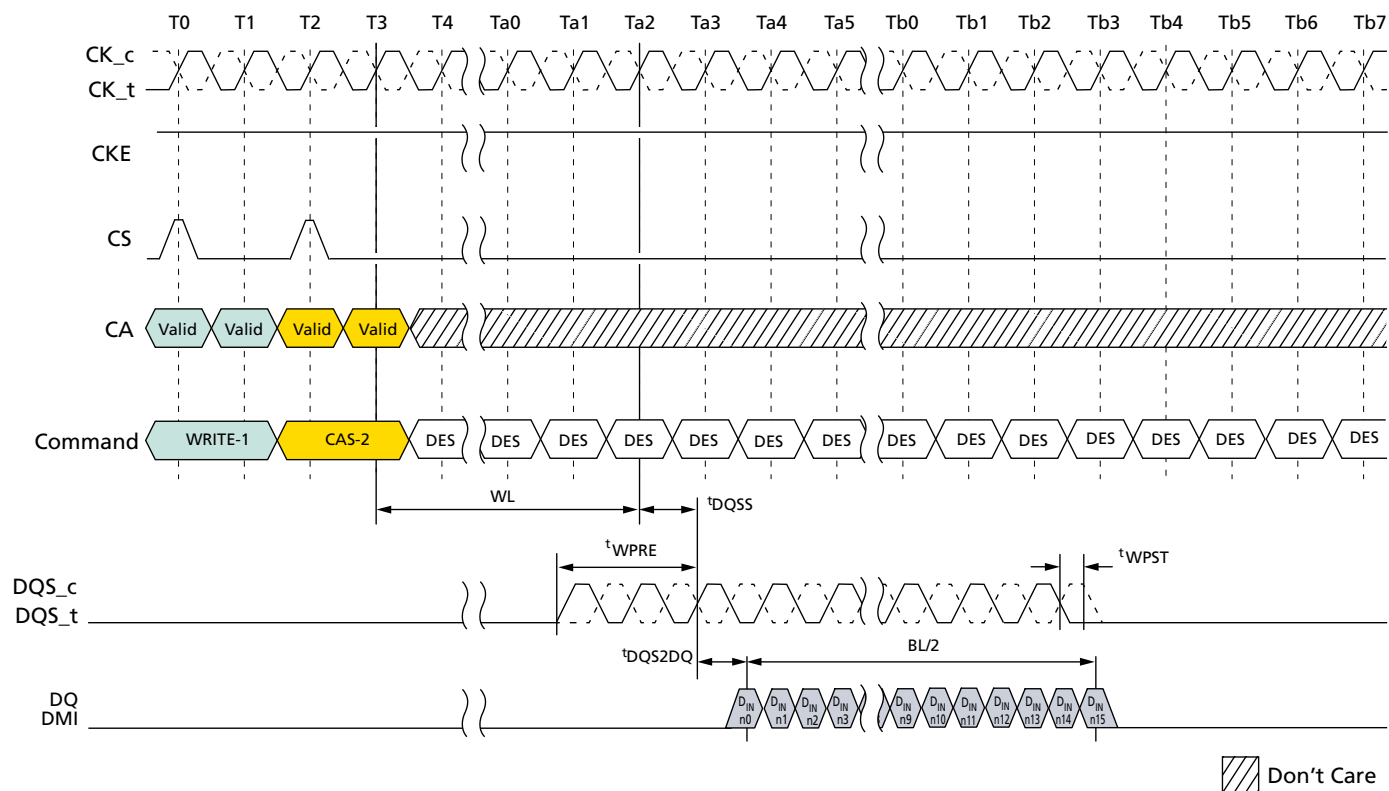 T0 T1 T2 T3 T4 Ta0 Ta1 Ta2 Ta3 Ta4 Ta5 Tb0 Tb1 Tb2 Tb3 Tb4 Tb5 Tb6 Tb7
CK_c
CK_t
CKE
CS
CA Valid Valid Valid Valid
Command WRITE-1 CAS-2 DES DES DES DES DES DES DES DES DES DES DES DES DES DES DES
WL tDQSS
tWPRE tWPST
DQS_c
DQS_t
tDQS2DQ BL/2
DQ
DMI
DIN DIN DIN DIN DIN DIN DIN DIN DIN DIN DIN
n0 n1 n2 n3 n9 n10 n11 n12 n13 n14 n15
Don't Care